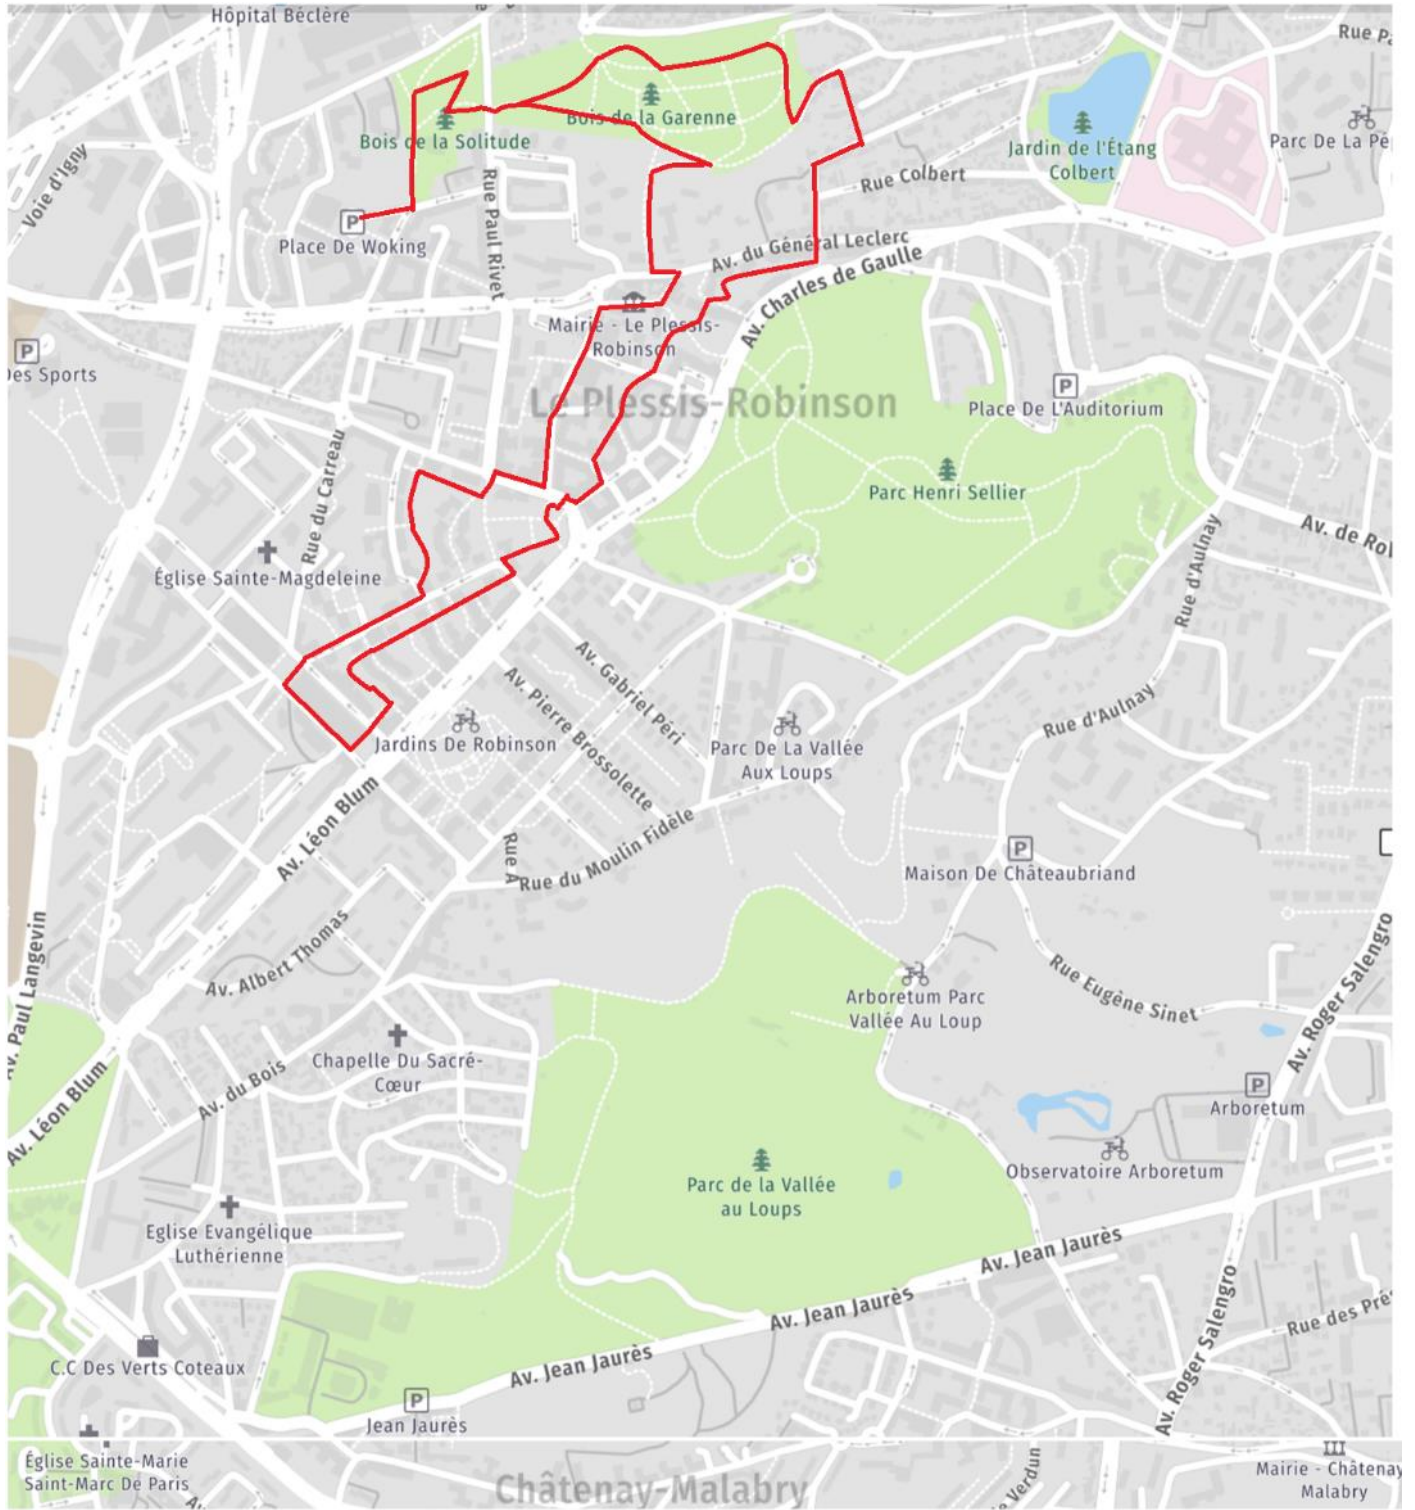 Hôpital Béclère
Rue Pa
Bois de la Garenne
Bois de la Solitude
Jardin de l'Étang
Colbert
Parc De La Pé
Voie d'Igny
Rue Paul Rivet
Rue Colbert
Place De Woking
Av. du Général Leclerc
Av. Charles de Gaulle
Mairie - Le Plessis-
Robinson
P
Des Sports
Le Plessis-Robinson
Place De L'Auditorium
Rue du Carreau
Parc Henri Sellier
Av. de Rob
Rue d'Aulnay
Église Sainte-Magdeleine
Av. Gabriel Péri
Av. Pierre Brossolette
Rue d'Aulnay
Jardins De Robinson
Parc De La Vallée
Aux Loups
Av. Léon Blum
Rue A
Rue du Moulin Fidèle
Maison De Châteaubriand
Av. Paul Langevin
Av. Albert Thomas
Av. Roger Salengro
Rue Eugène Sinet
Arboretum Parc
Vallée Au Loup
Chapelle Du Sacré-
Cœur
Av. du Bois
Av. Léon Blum
Arboretum
Observatoire Arboretum
Parc de la Vallée
au Loups
Eglise Evangélique
Luthérienne
Av. Jean Jaurès
Av. Jean Jaurès
Av. Roger Salengro
Rue des Pré
C.C Des Verts Coteaux
Av. Jean Jaurès
P
Jean Jaurès
Église Sainte-Marie
Saint-Marc De Paris
Châtenay-Malabry
Verdun
Mairie - Châtenay
Malabry
Av